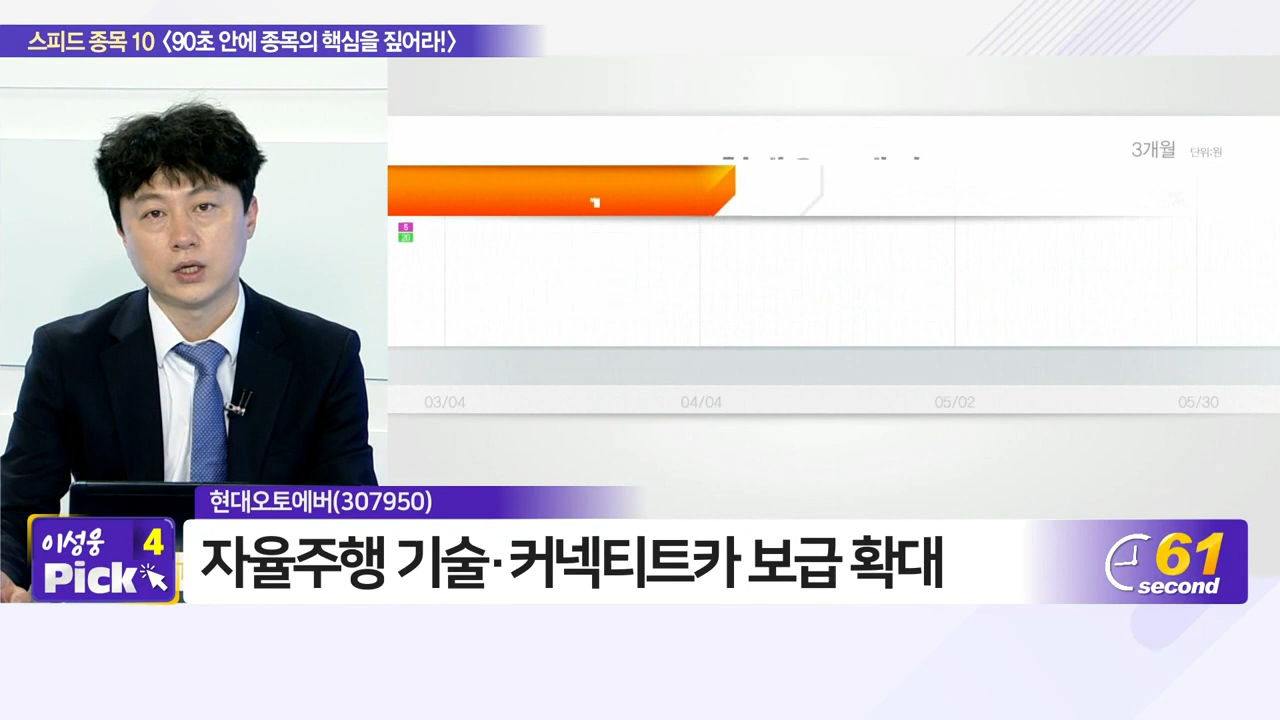 스피드 종목 10 〈90초 안에 종목의 핵심을 짚어라!〉
3개월 단위:원
5
20
03/04 04/04 05/02 05/30
현대오토에버(307950)
이성웅 4
Pick
자율주행 기술·커넥티트카 보급 확대
61
second